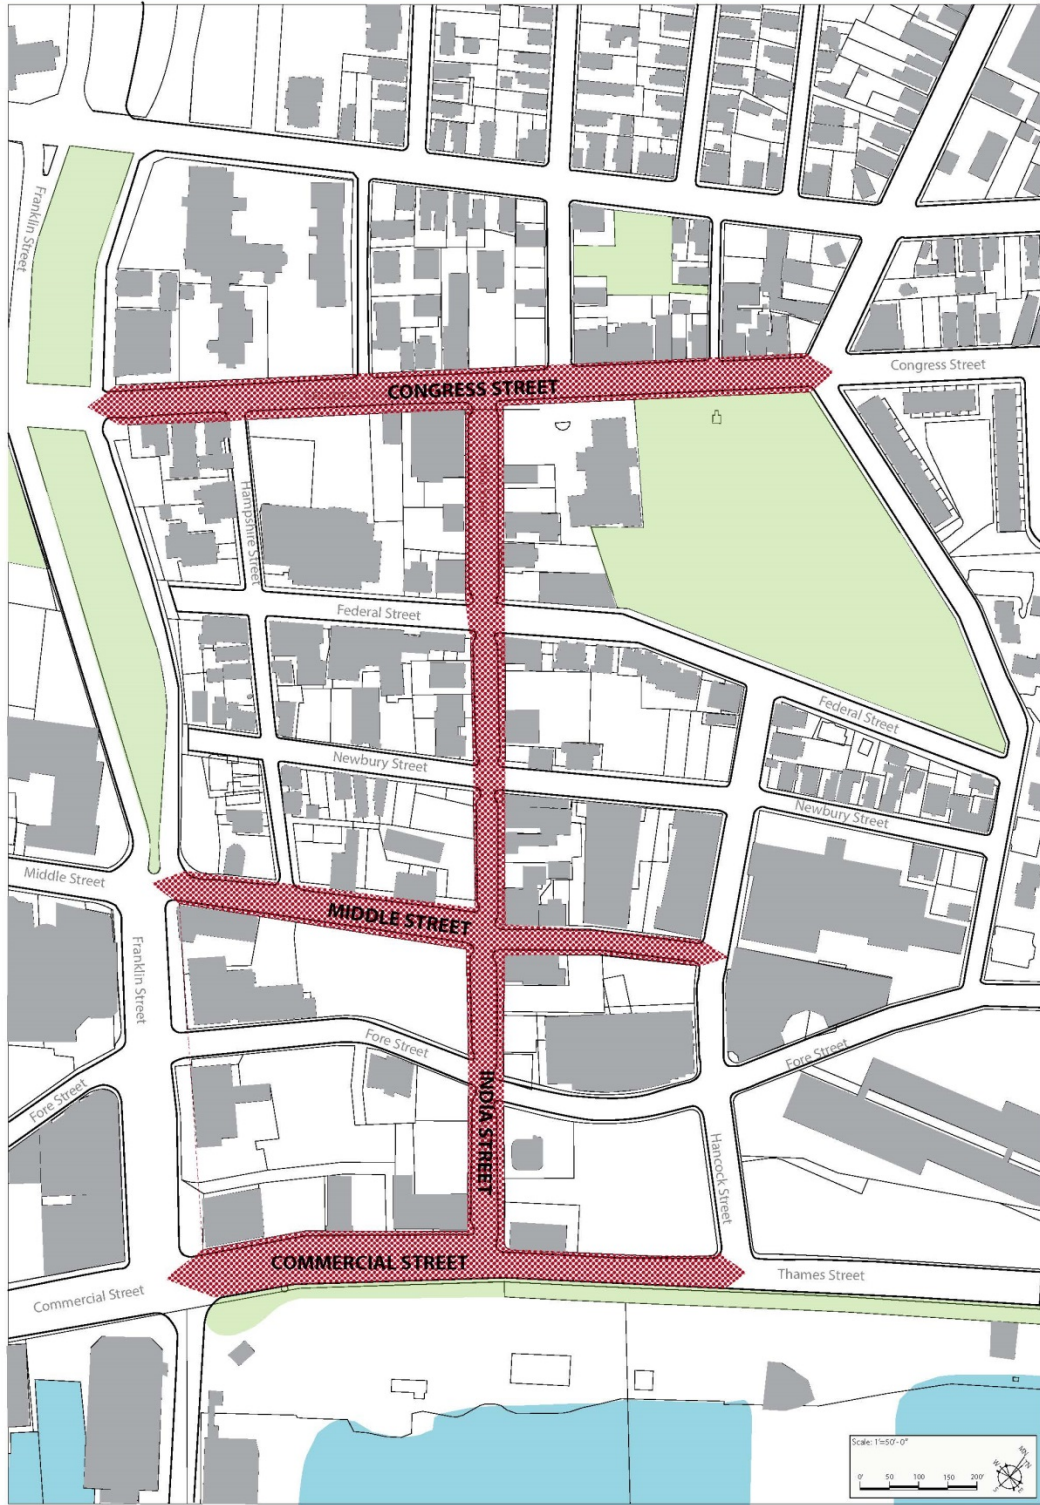 Franklin Street
CONGRESS STREET
Congress Street
Hampshire Street
Federal Street
Federal Street
Newbury Street
Newbury Street
Middle Street
MIDDLE STREET
Franklin Street
Fore Street
Fore Street
Fore Street
INDIA STREET
Hancock Street
COMMERCIAL STREET
Thames Street
Commercial Street
Scale: 1"=50'-0"
0' 50 100 150 200'
MN
TN
W
S
E